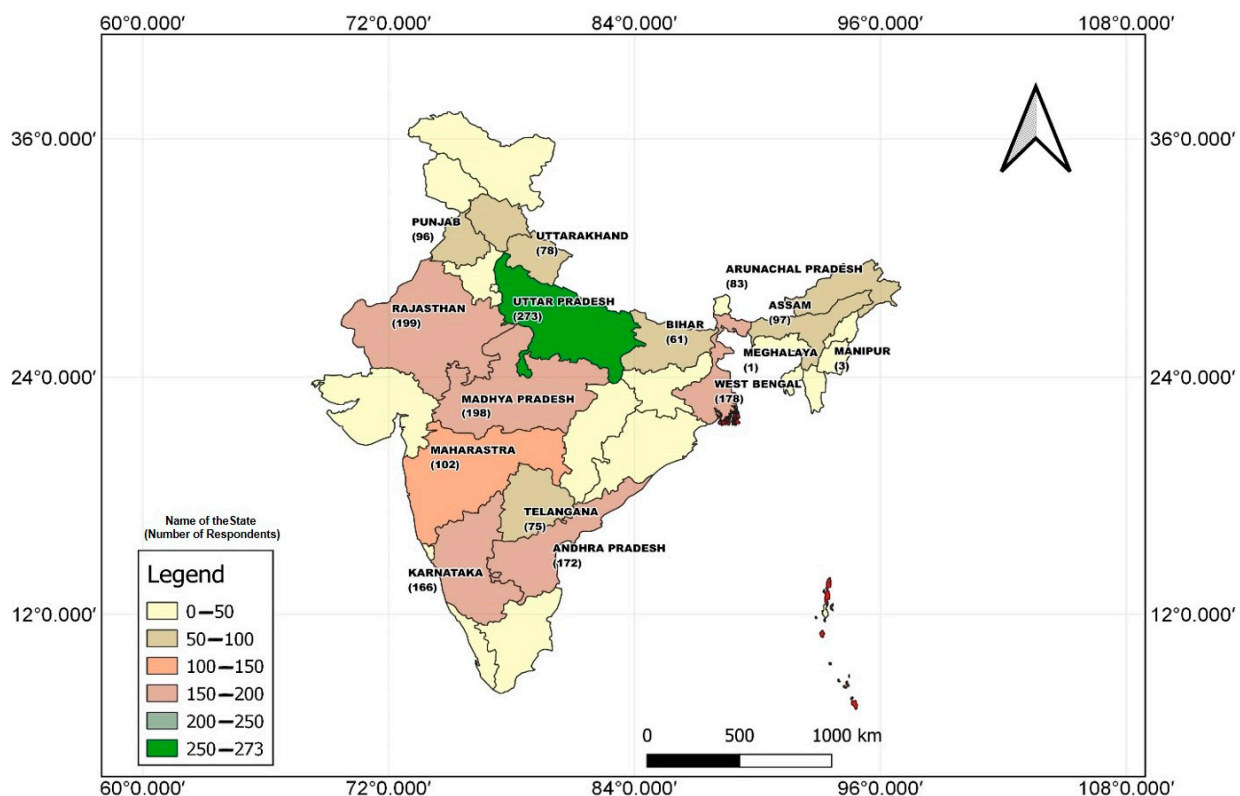 60°0.000′ 72°0.000′ 84°0.000′ 96°0.000′ 108°0.000′
36°0.000′ 36°0.000′
PUNJAB
(96)
UTTARAKHAND
(78)
ARUNACHAL PRADESH
(83)
RAJASTHAN
(199)
UTTAR PRADESH
(273)
BIHAR
(61)
ASSAM
(97)
MEGHALAYA
(1)
MANIPUR
(3)
24°0.000′ 24°0.000′
MADHYA PRADESH
(198)
WEST BENGAL
(178)
MAHARASTRA
(102)
TELANGANA
(75)
ANDHRA PRADESH
(172)
KARNATAKA
(166)
Name of the State
(Number of Respondents)
Legend
0—50
50—100
100—150
150—200
200—250
250—273
12°0.000′ 12°0.000′
0 500 1000 km
60°0.000′ 72°0.000′ 84°0.000′ 96°0.000′ 108°0.000′